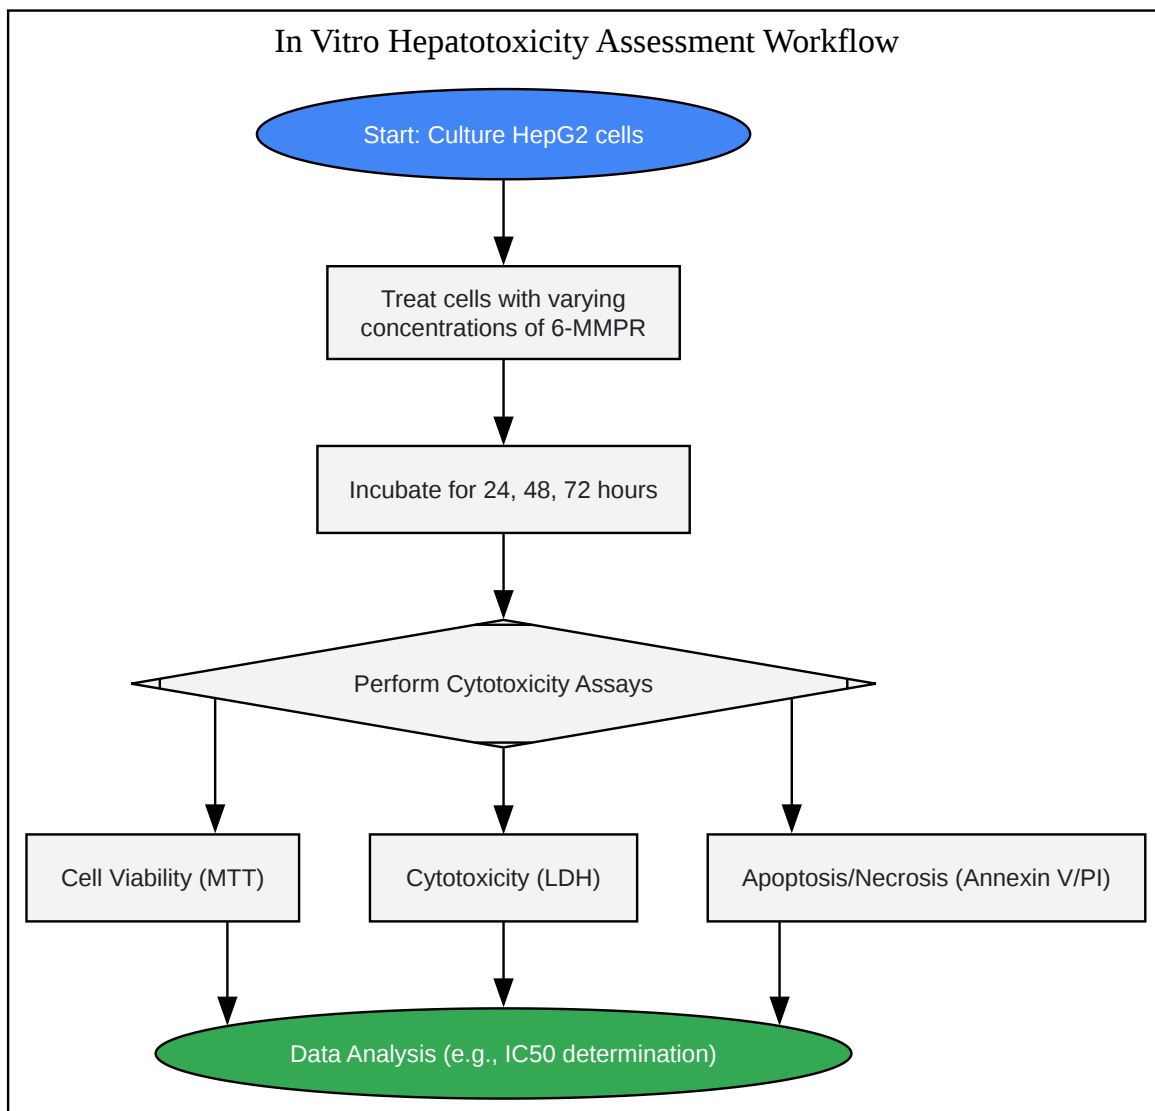 In Vitro Hepatotoxicity Assessment Workflow
Start: Culture HepG2 cells
Treat cells with varying
concentrations of 6-MMPR
Incubate for 24, 48, 72 hours
Perform Cytotoxicity Assays
Cell Viability (MTT)
Cytotoxicity (LDH)
Apoptosis/Necrosis (Annexin V/PI)
Data Analysis (e.g., IC50 determination)